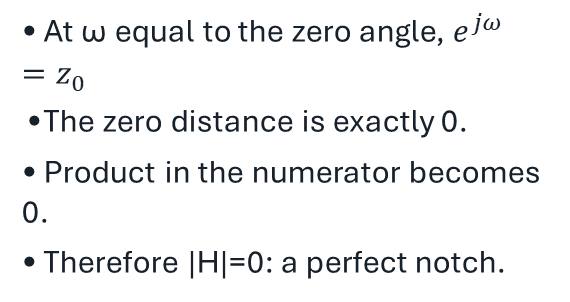 • At ω equal to the zero angle, e^{jω}
= z₀
•The zero distance is exactly 0.
• Product in the numerator becomes
0.
• Therefore |H|=0: a perfect notch.